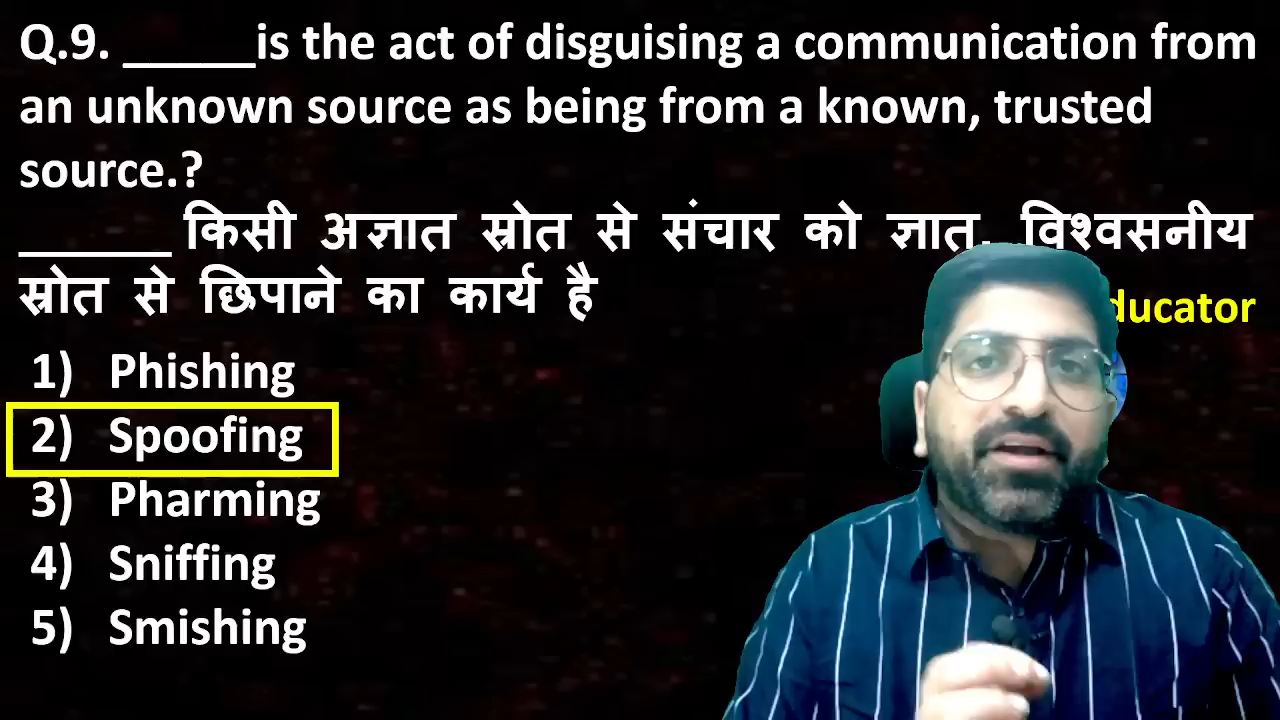 Q.9. _____is the act of disguising a communication from
an unknown source as being from a known, trusted
source.?
______ किसी अज्ञात स्रोत से संचार को ज्ञात, विश्वसनीय
स्रोत से छिपाने का कार्य है
ducator
1) Phishing
2) Spoofing
3) Pharming
4) Sniffing
5) Smishing